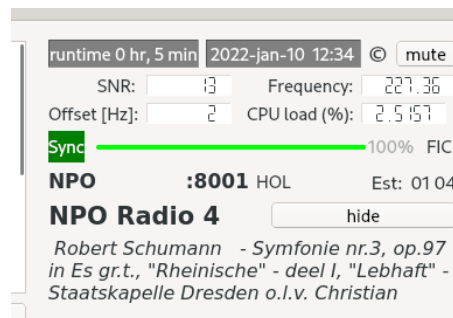 runtime 0 hr, 5 min 2022-jan-10 12:34 © mute
SNR: 13 Frequency: 227.36
Offset [Hz]: 2 CPU load (%): 2.5157
Sync 100% FIC
NPO :8001 HOL Est: 01 04
NPO Radio 4 hide
Robert Schumann - Symfonie nr.3, op.97
in Es gr.t., "Rheinische" - deel I, "Lebhaft" -
Staatskapelle Dresden o.l.v. Christian